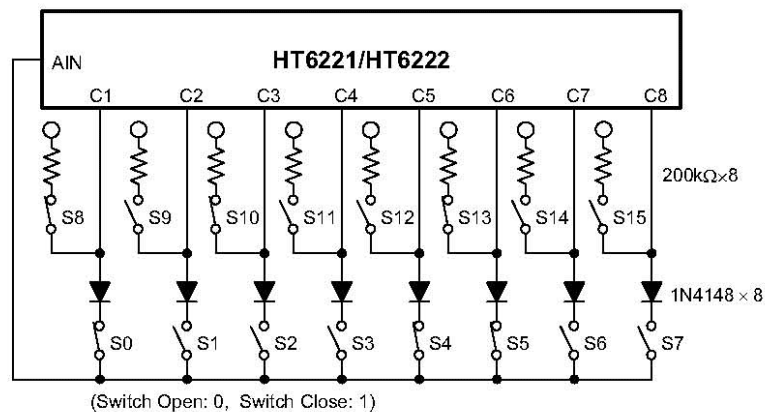 HT6221/HT6222
AIN
C1 C2 C3 C4 C5 C6 C7 C8
200kΩ×8
S8 S9 S10 S11 S12 S13 S14 S15
1N4148 × 8
S0 S1 S2 S3 S4 S5 S6 S7
(Switch Open: 0, Switch Close: 1)